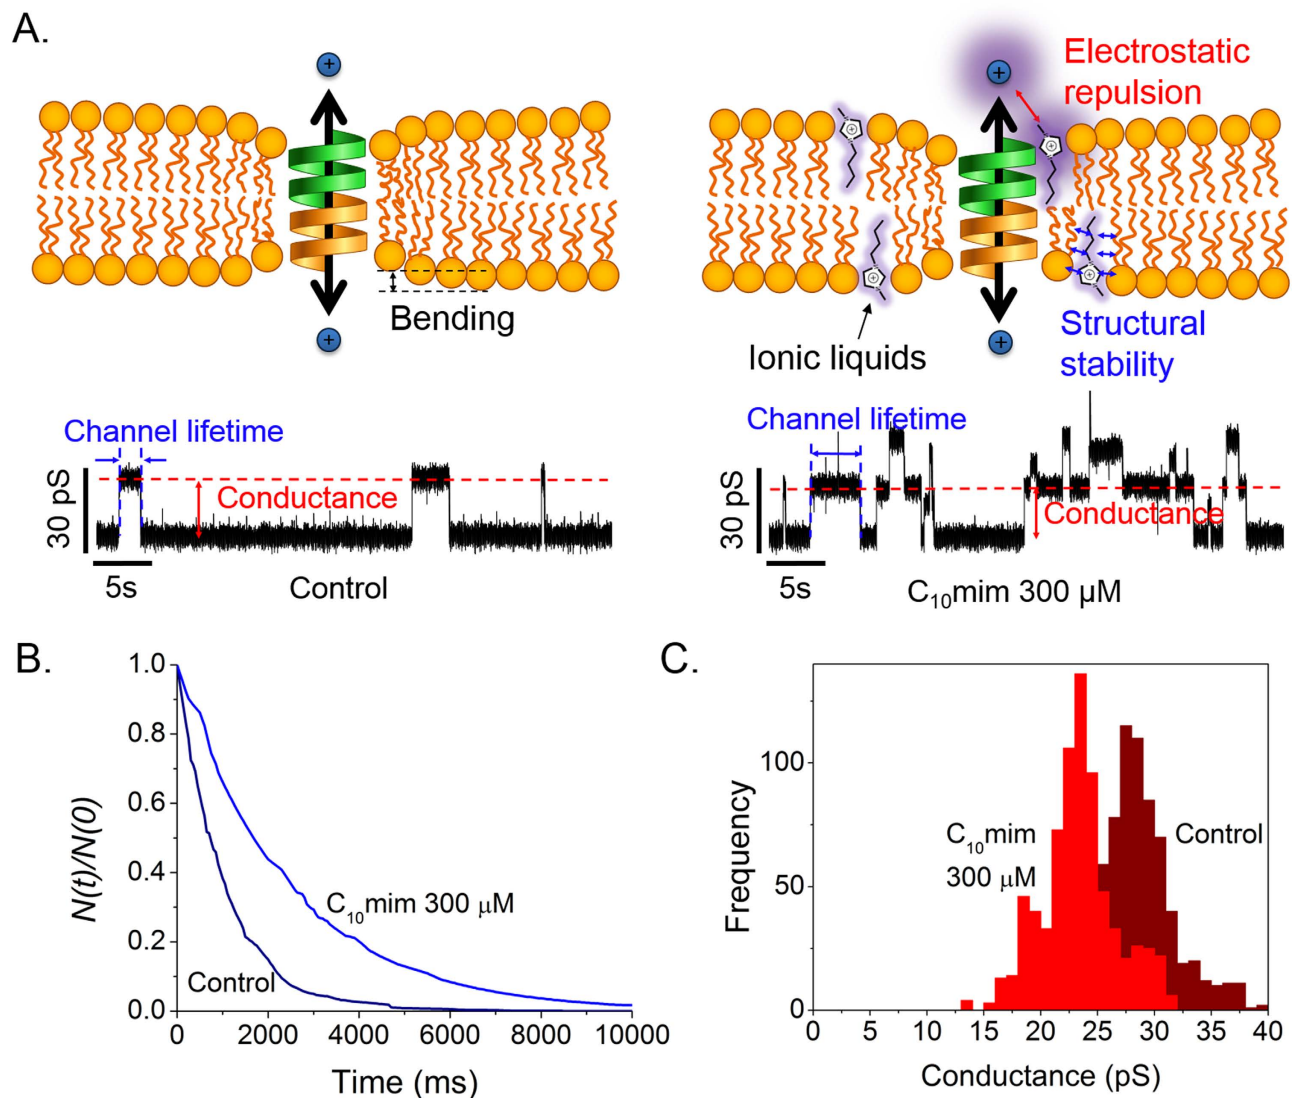 A.
+
+
Bending
+
+
Electrostatic
repulsion
Ionic liquids
Structural
stability
Channel lifetime
Conductance
30 pS
5s
Control
Channel lifetime
Conductance
30 pS
5s
C₁₀mim 300 µM
B.
1.0
0.8
0.6
0.4
0.2
0.0
N(t)/N(0)
C₁₀mim 300 µM
Control
0 2000 4000 6000 8000 10000
Time (ms)
C.
100
50
0
Frequency
C₁₀mim
300 µM
Control
0 5 10 15 20 25 30 35 40
Conductance (pS)